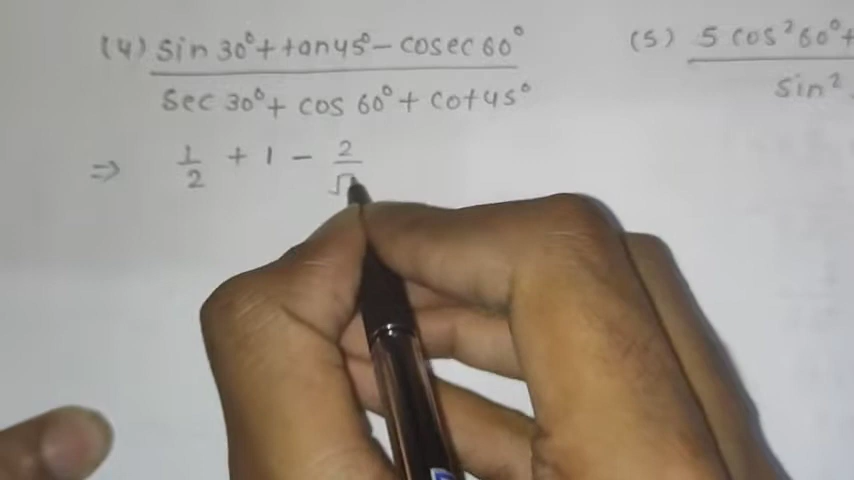 (4) sin 30° + tan 45° - cosec 60°
sec 30° + cos 60° + cot 45°
(5) 5 cos² 60° +
sin²
⇒ 1/2 + 1 - 2/√